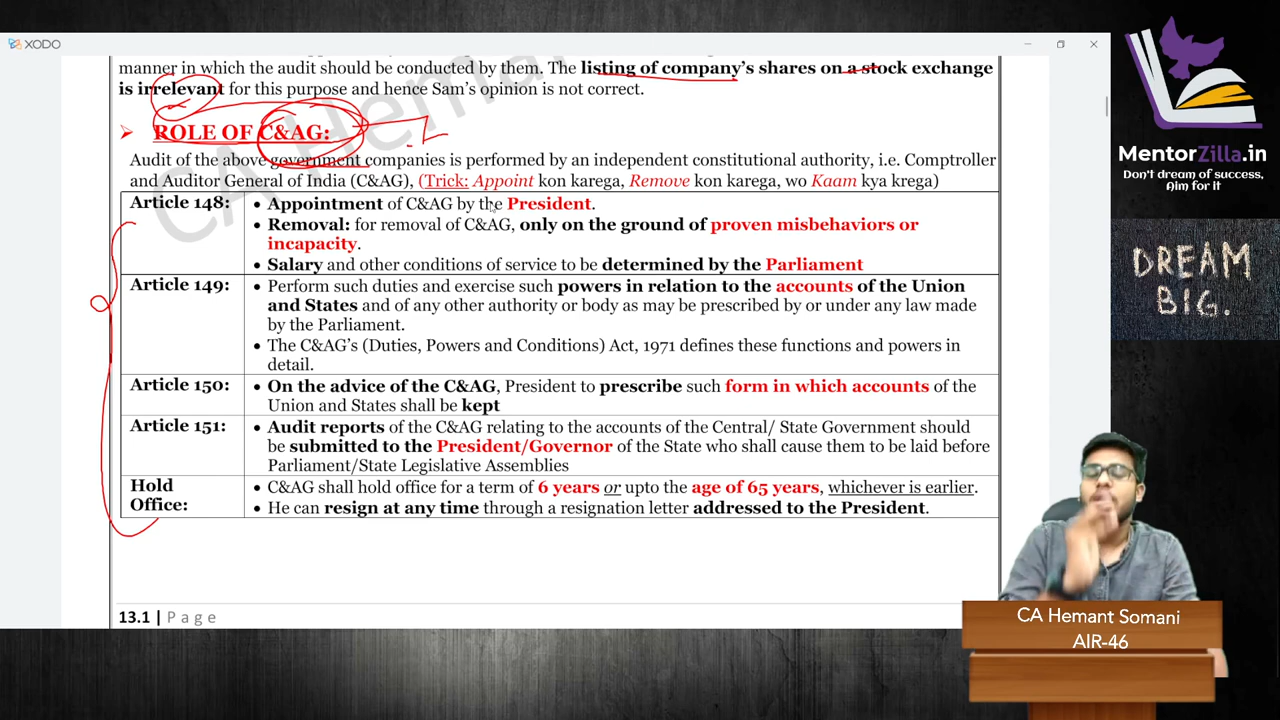 XODO
manner in which the audit should be conducted by them. The listing of company's shares on a stock exchange
is irrelevant for this purpose and hence Sam's opinion is not correct.
➤ ROLE OF C&AG:
Audit of the above government companies is performed by an independent constitutional authority, i.e. Comptroller
and Auditor General of India (C&AG), (Trick: Appoint kon karega, Remove kon karega, wo Kaam kya krega)
Article 148:
• Appointment of C&AG by the President.
• Removal: for removal of C&AG, only on the ground of proven misbehaviors or
incapacity.
• Salary and other conditions of service to be determined by the Parliament
Article 149:
• Perform such duties and exercise such powers in relation to the accounts of the Union
and States and of any other authority or body as may be prescribed by or under any law made
by the Parliament.
• The C&AG's (Duties, Powers and Conditions) Act, 1971 defines these functions and powers in
detail.
Article 150:
• On the advice of the C&AG, President to prescribe such form in which accounts of the
Union and States shall be kept
Article 151:
• Audit reports of the C&AG relating to the accounts of the Central/ State Government should
be submitted to the President/Governor of the State who shall cause them to be laid before
Parliament/State Legislative Assemblies
Hold
Office:
• C&AG shall hold office for a term of 6 years or upto the age of 65 years, whichever is earlier.
• He can resign at any time through a resignation letter addressed to the President.
13.1 | Page
CA Hemant Soma
MentorZilla.in
Don't dream of success,
Aim for it
DREAM
BIG.
CA Hemant Somani
AIR-46